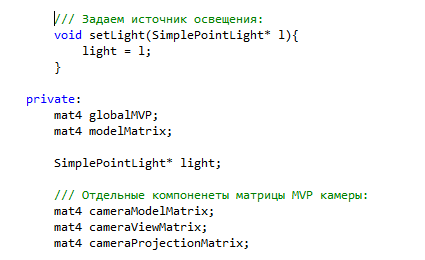 /// Задаем источник освещения:
void setLight(SimplePointLight* l){
light = l;
}
private:
mat4 globalMVP;
mat4 modelMatrix;
SimplePointLight* light;
/// Отдельные компоненеты матрицы MVP камеры:
mat4 cameraModelMatrix;
mat4 cameraViewMatrix;
mat4 cameraProjectionMatrix;